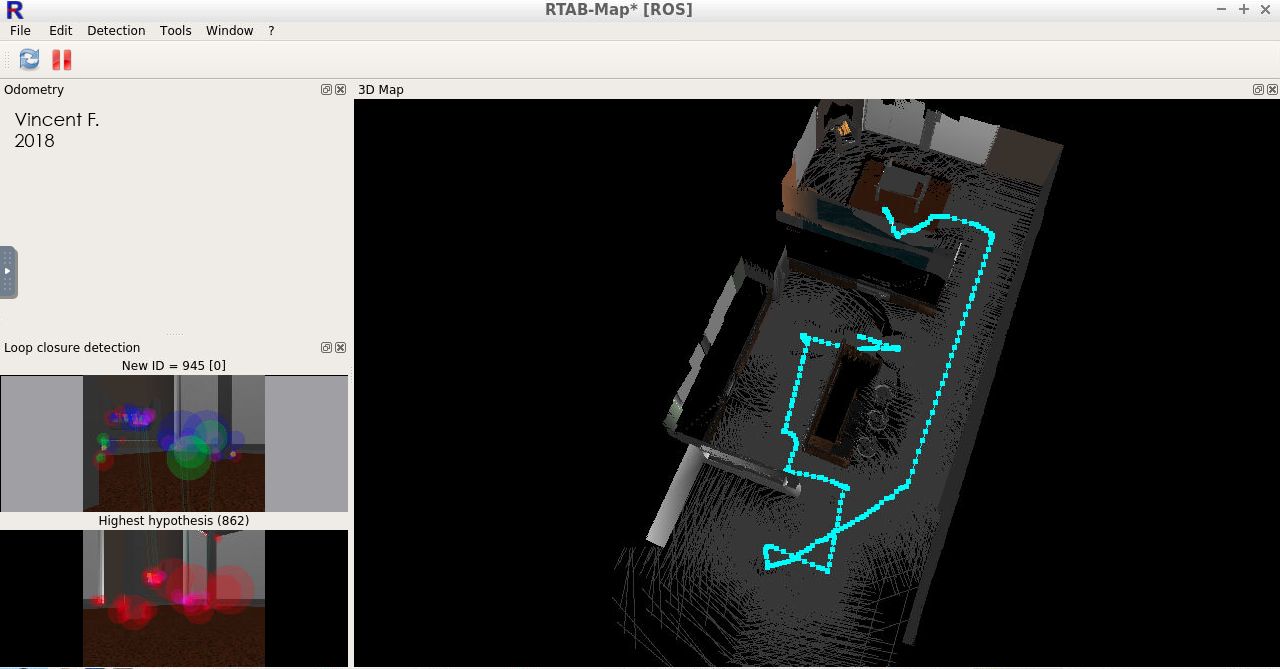 RTAB-Map* [ROS]
File Edit Detection Tools Window ?
Odometry
3D Map
Vincent F.
2018
Loop closure detection
New ID = 945 [0]
Highest hypothesis (862)